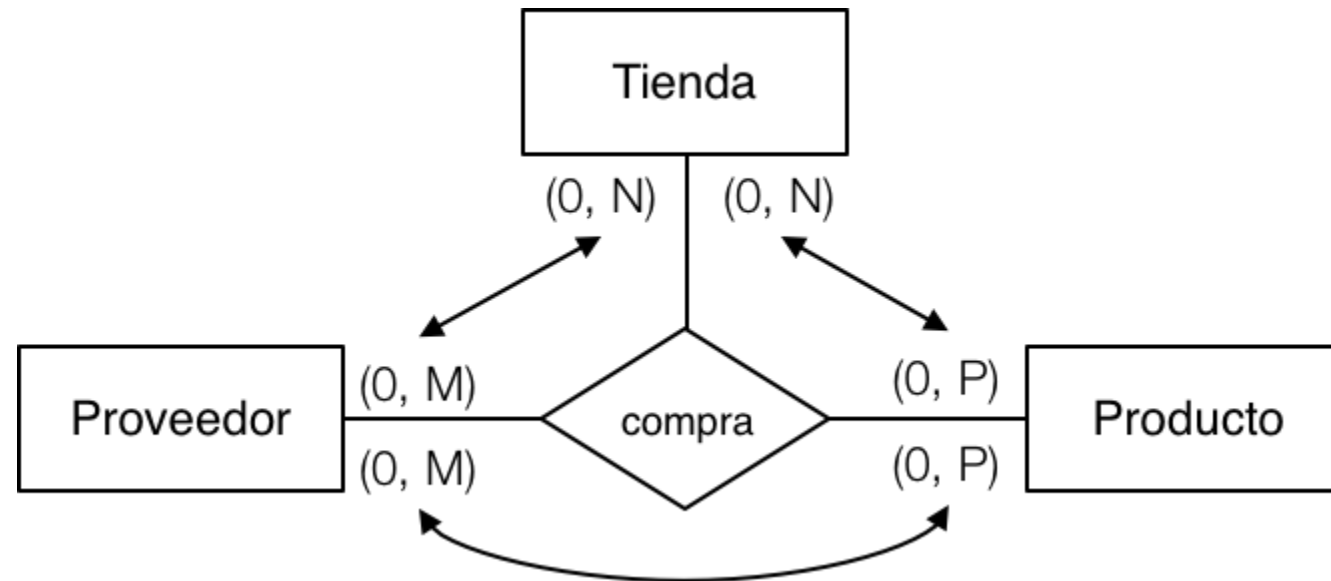 Tienda
(0, N) (0, N)
(0, M) (0, P)
Proveedor compra Producto
(0, M) (0, P)